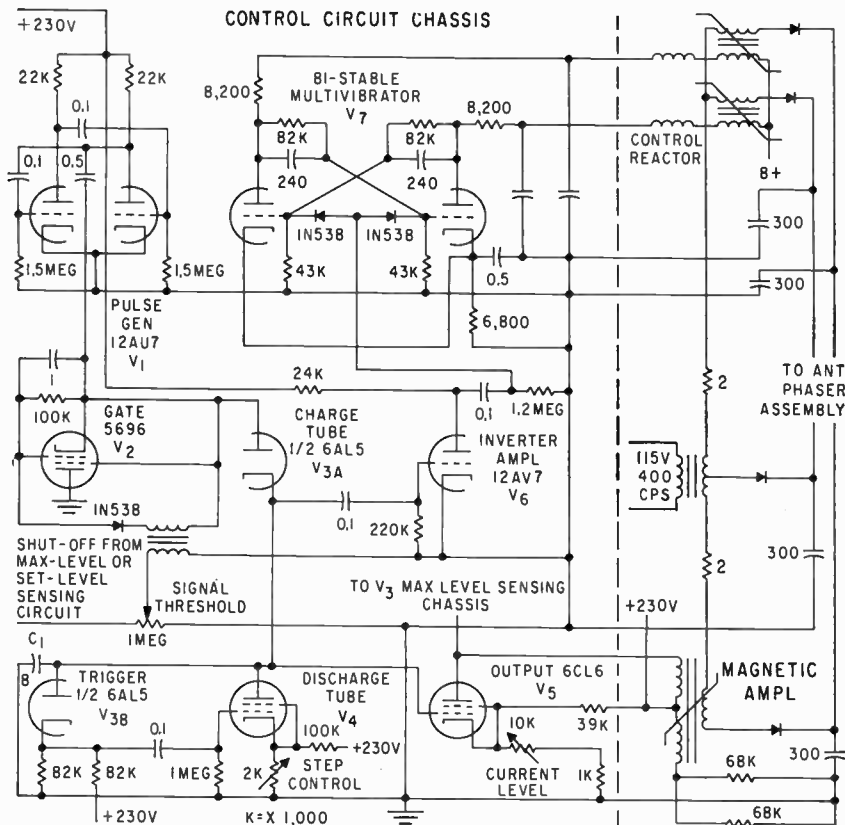 +230V
CONTROL CIRCUIT CHASSIS
22K
22K
0.1
0.1
0.5
1.5MEG
1.5MEG
PULSE
GEN
12AU7
V1
8,200
BI-STABLE
MULTIVIBRATOR
V7
82K
240
82K
240
8,200
1N538
1N538
43K
43K
0.5
6,800
CONTROL
REACTOR
B+
300
300
1
100K
GATE
5696
V2
24K
CHARGE
TUBE
1/2 6AL5
V3A
0.1
1.2MEG
INVERTER
AMPL
12AV7
V6
0.1
220K
2
TO ANT
PHASER
ASSEMBLY
115V
400
CPS
2
300
1N538
SHUT-OFF FROM
MAX-LEVEL OR
SET-LEVEL
SENSING
CIRCUIT
SIGNAL
THRESHOLD
1MEG
TO V3 MAX LEVEL SENSING
CHASSIS
+230V
C1
8
TRIGGER
1/2 6AL5
V3B
0.1
82K
82K
+230V
1MEG
DISCHARGE
TUBE
V4
100K
+230V
2K
STEP
CONTROL
K=X 1,000
OUTPUT 6CL6
V5
10K
39K
CURRENT
LEVEL
1K
MAGNETIC
AMPL
300
68K
68K